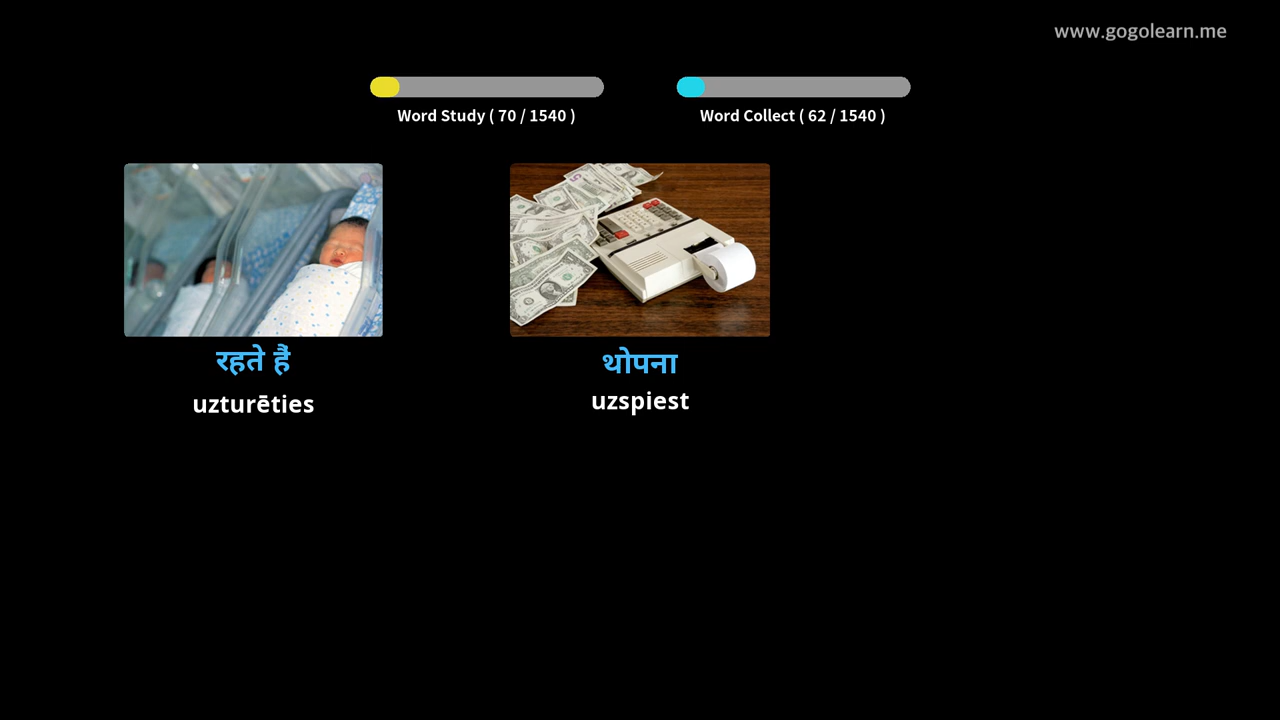 www.gogolearn.me
Word Study ( 70 / 1540 )
Word Collect ( 62 / 1540 )
रहते हैं
uzturēties
थोपना
uzspiest